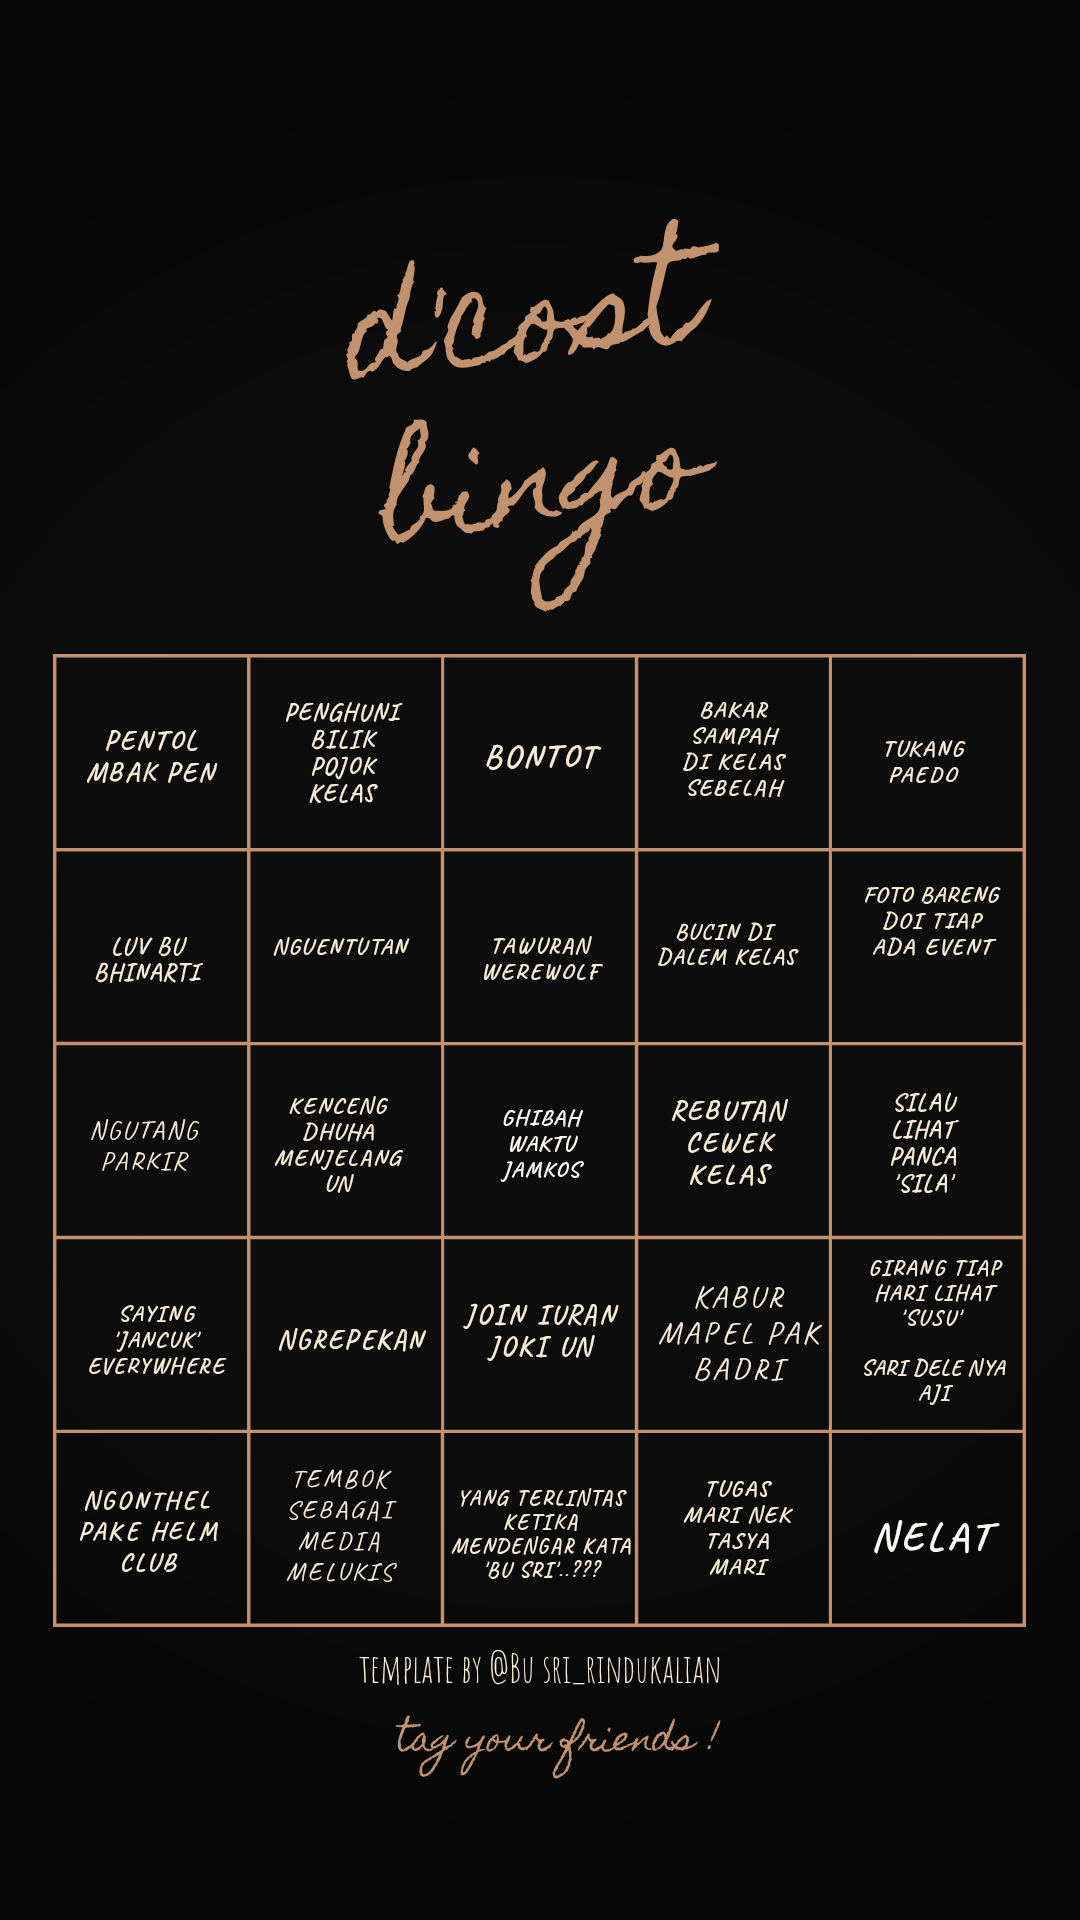 d'cost
bingo
PENTOL
MBAK PEN
PENGHUNI
BILIK
POJOK
KELAS
BONTOT
BAKAR
SAMPAH
DI KELAS
SEBELAH
TUKANG
PAEDO
LUV BU
BHINARTI
NGUENTUTAN
TAWURAN
WEREWOLF
BUCIN DI
DALEM KELAS
FOTO BARENG
DOI TIAP
ADA EVENT
NGUTANG
PARKIR
KENCENG
DHUHA
MENJELANG
UN
GHIBAH
WAKTU
JAMKOS
REBUTAN
CEWEK
KELAS
SILAU
LIHAT
PANCA
'SILA'
SAYING
'JANCUK'
EVERYWHERE
NGREPEKAN
JOIN IURAN
JOKI UN
KABUR
MAPEL PAK
BADRI
GIRANG TIAP
HARI LIHAT
'SUSU'
SARI DELE NYA
AJI
NGONTHEL
PAKE HELM
CLUB
TEMBOK
SEBAGAI
MEDIA
MELUKIS
YANG TERLINTAS
KETIKA
MENDENGAR KATA
'BU SRI'..???
TUGAS
MARI NEK
TASYA
MARI
NELAT
TEMPLATE BY @BU SRI_RINDUKALIAN
tag your friends !